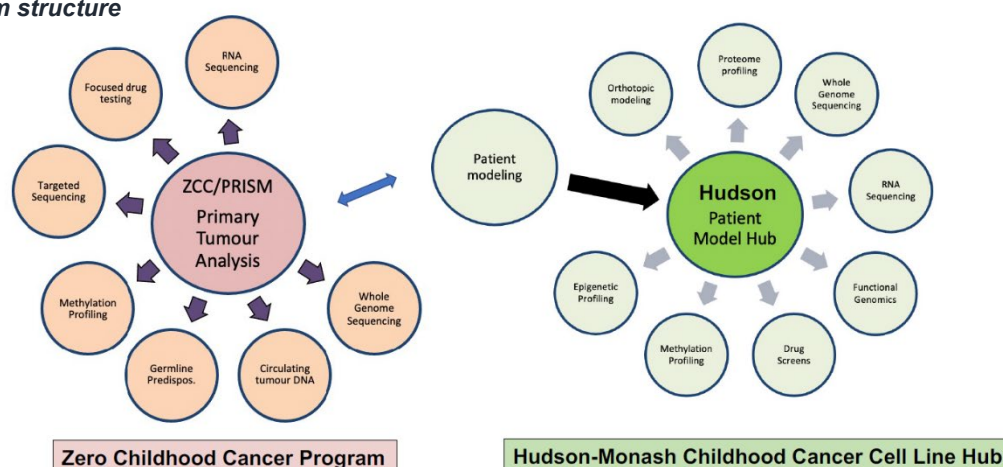 m structure
RNA
Sequencing
Focused drug
testing
Targeted
Sequencing
ZCC/PRISM
Primary
Tumour
Analysis
Methylation
Profiling
Germline
Predispos.
Circulating
tumour DNA
Whole
Genome
Sequencing
Zero Childhood Cancer Program
Patient
modeling
Proteome
profiling
Orthotopic
modeling
Whole
Genome
Sequencing
RNA
Sequencing
Hudson
Patient
Model Hub
Epigenetic
Profiling
Functional
Genomics
Methylation
Profiling
Drug
Screens
Hudson-Monash Childhood Cancer Cell Line Hub